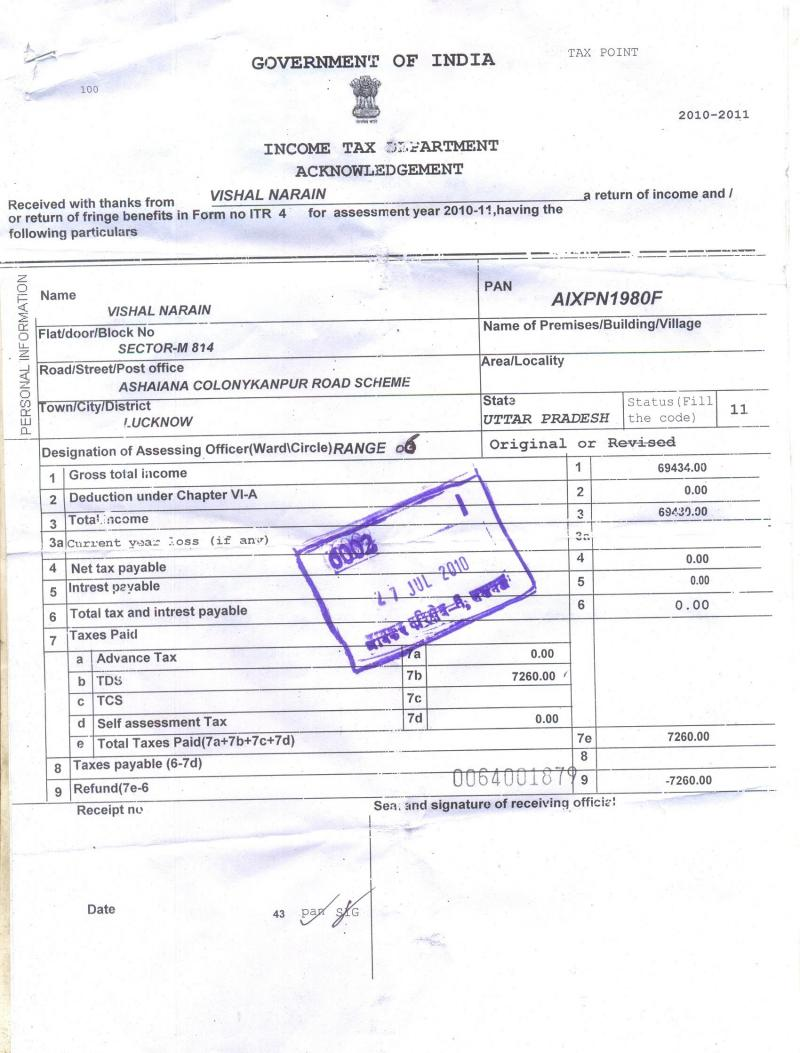 TAX POINT
GOVERNMENT OF INDIA
100
2010-2011
INCOME TAX DEPARTMENT
ACKNOWLEDGEMENT
Received with thanks from VISHAL NARAIN a return of income and /
or return of fringe benefits in Form no ITR 4 for assessment year 2010-11,having the
following particulars
PERSONAL INFORMATION
Name
VISHAL NARAIN
PAN
AIXPN1980F
Flat/door/Block No
SECTOR-M 814
Name of Premises/Building/Village
Road/Street/Post office
ASHAIANA COLONYKANPUR ROAD SCHEME
Area/Locality
Town/City/District
LUCKNOW
State
UTTAR PRADESH
Status(Fill
the code)
11
Designation of Assessing Officer(Ward\Circle)RANGE 06
Original or Revised
1 Gross total income 1 69434.00
2 Deduction under Chapter VI-A 2 0.00
3 Total income 3 69430.00
3a Current year loss (if any) 3a
4 Net tax payable 4 0.00
5 Intrest payable 5 0.00
6 Total tax and intrest payable 6 0.00
7 Taxes Paid
a Advance Tax 7a 0.00
b TDS 7b 7260.00
c TCS 7c
d Self assessment Tax 7d 0.00
e Total Taxes Paid(7a+7b+7c+7d) 7e 7260.00
8 Taxes payable (6-7d) 8
9 Refund(7e-6 9 -7260.00
0002
27 JUL 2010
0064001879
Receipt no
Seal and signature of receiving official
Date
43 pan SIG